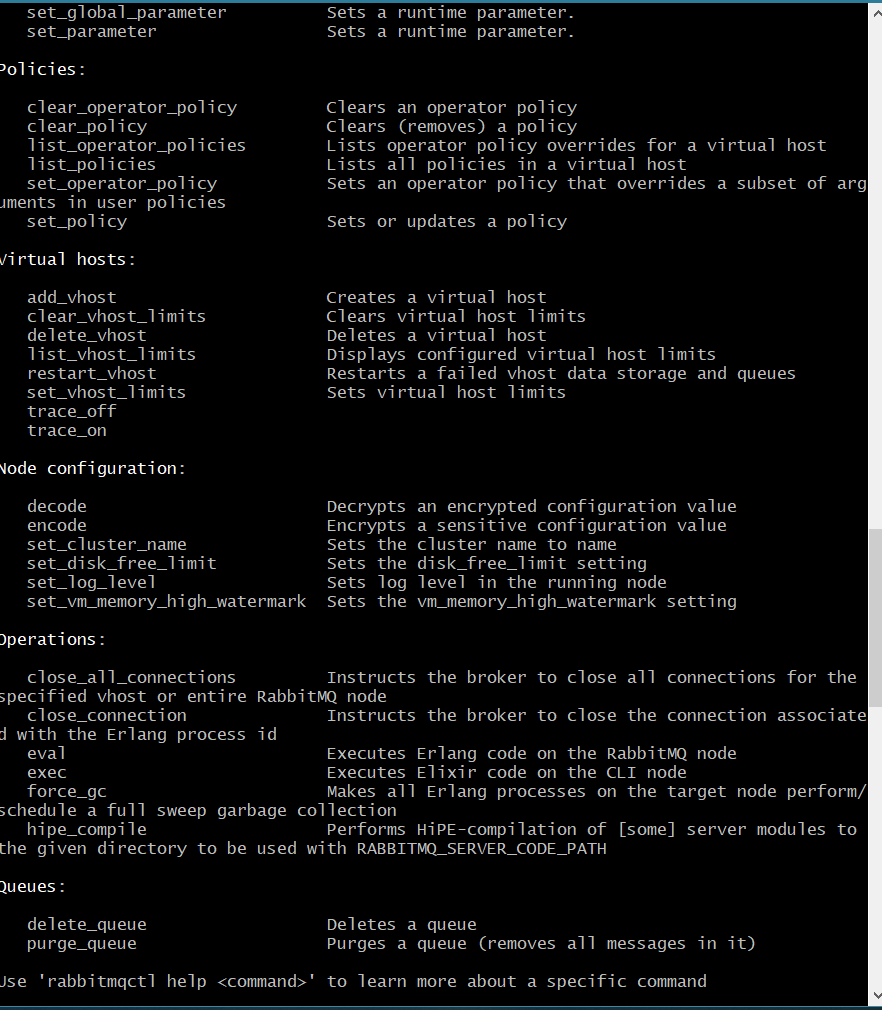 set_global_parameter Sets a runtime parameter.
set_parameter Sets a runtime parameter.
Policies:
clear_operator_policy Clears an operator policy
clear_policy Clears (removes) a policy
list_operator_policies Lists operator policy overrides for a virtual host
list_policies Lists all policies in a virtual host
set_operator_policy Sets an operator policy that overrides a subset of arg
uments in user policies
set_policy Sets or updates a policy
Virtual hosts:
add_vhost Creates a virtual host
clear_vhost_limits Clears virtual host limits
delete_vhost Deletes a virtual host
list_vhost_limits Displays configured virtual host limits
restart_vhost Restarts a failed vhost data storage and queues
set_vhost_limits Sets virtual host limits
trace_off
trace_on
Node configuration:
decode Decrypts an encrypted configuration value
encode Encrypts a sensitive configuration value
set_cluster_name Sets the cluster name to name
set_disk_free_limit Sets the disk_free_limit setting
set_log_level Sets log level in the running node
set_vm_memory_high_watermark Sets the vm_memory_high_watermark setting
Operations:
close_all_connections Instructs the broker to close all connections for the
specified vhost or entire RabbitMQ node
close_connection Instructs the broker to close the connection associate
d with the Erlang process id
eval Executes Erlang code on the RabbitMQ node
exec Executes Elixir code on the CLI node
force_gc Makes all Erlang processes on the target node perform/
schedule a full sweep garbage collection
hipe_compile Performs HiPE-compilation of [some] server modules to
the given directory to be used with RABBITMQ_SERVER_CODE_PATH
Queues:
delete_queue Deletes a queue
purge_queue Purges a queue (removes all messages in it)
Use 'rabbitmqctl help <command>' to learn more about a specific command